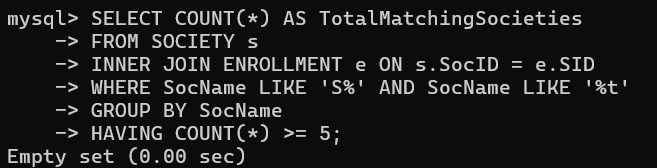 mysql> SELECT COUNT(*) AS TotalMatchingSocieties
    -> FROM SOCIETY s
    -> INNER JOIN ENROLLMENT e ON s.SocID = e.SID
    -> WHERE SocName LIKE 'S%' AND SocName LIKE '%t'
    -> GROUP BY SocName
    -> HAVING COUNT(*) >= 5;
Empty set (0.00 sec)